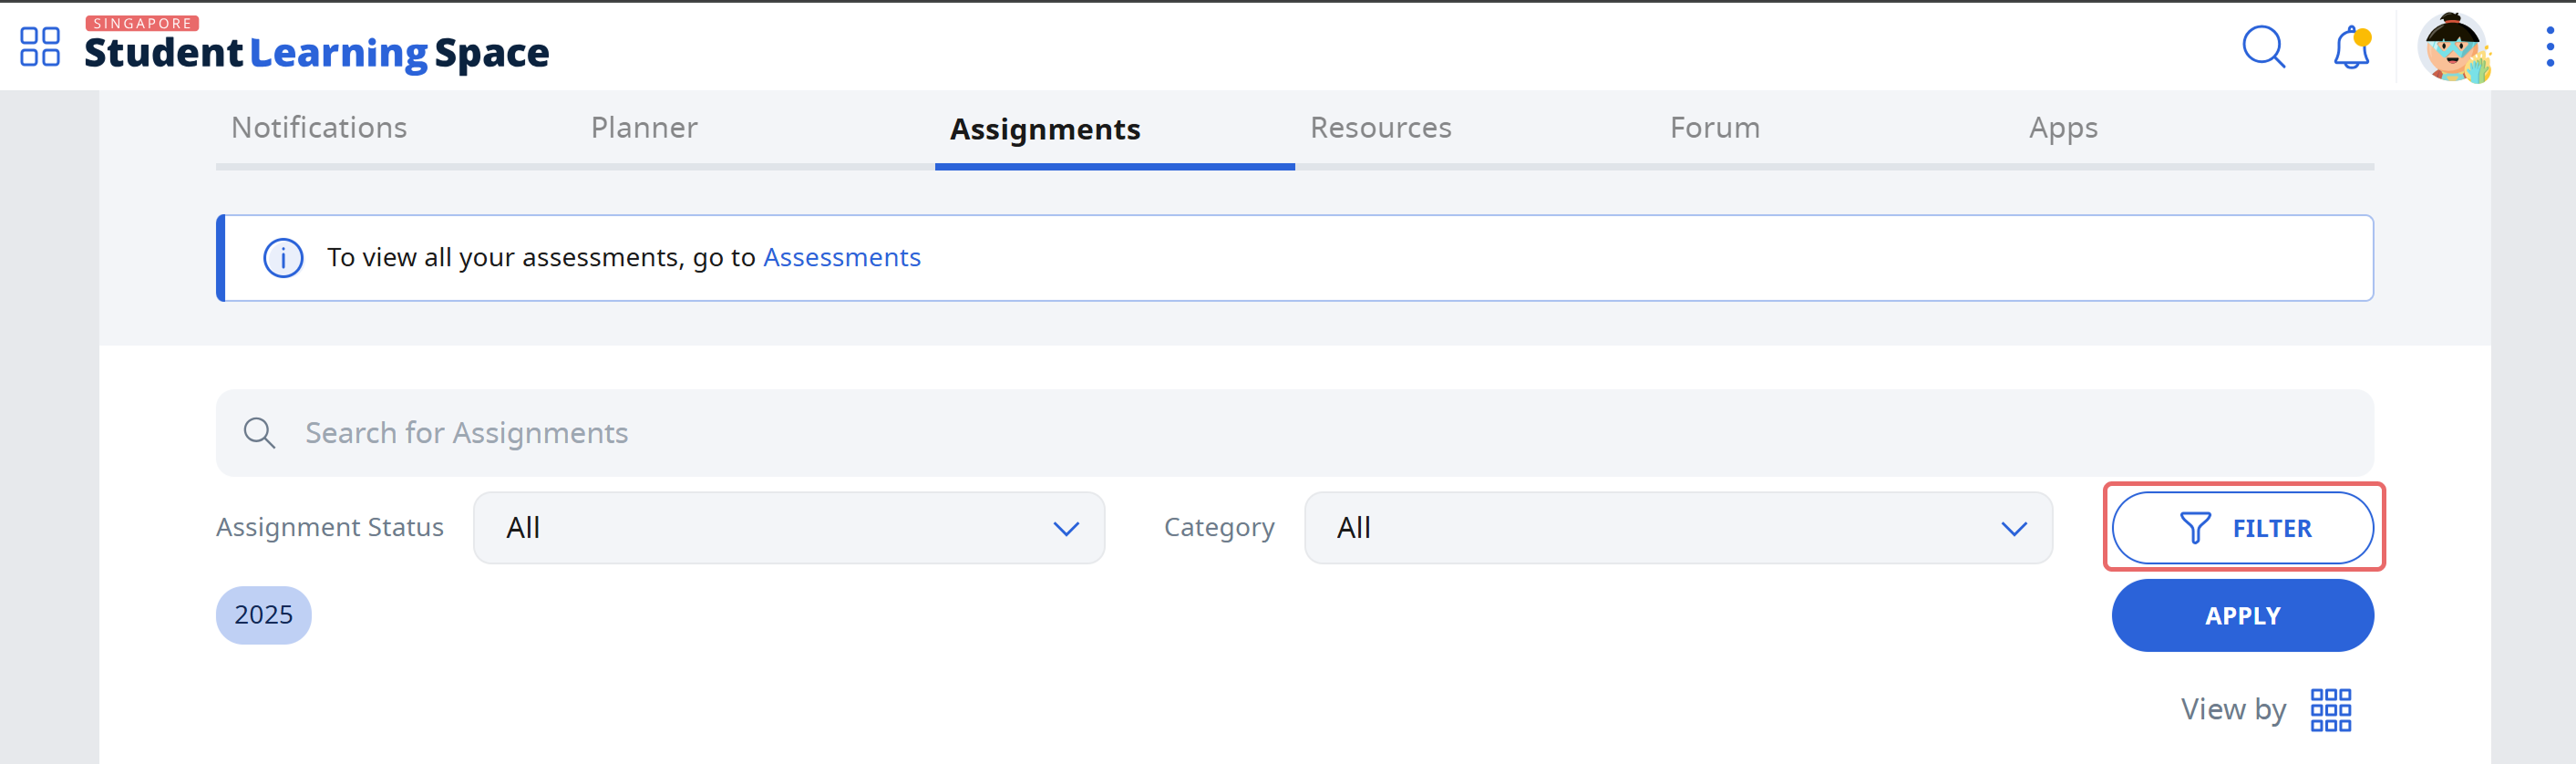 SINGAPORE
Student Learning Space
Notifications Planner Assignments Resources Forum Apps
To view all your assessments, go to Assessments
Search for Assignments
Assignment Status All Category All FILTER
2025 APPLY
View by